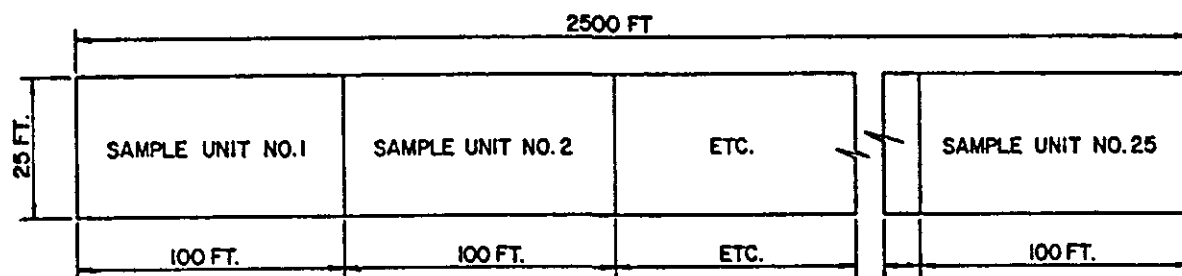 2500 FT
25 FT.
SAMPLE UNIT NO.1
SAMPLE UNIT NO.2
ETC.
SAMPLE UNIT NO.25
100 FT.
100 FT.
ETC.
100 FT.